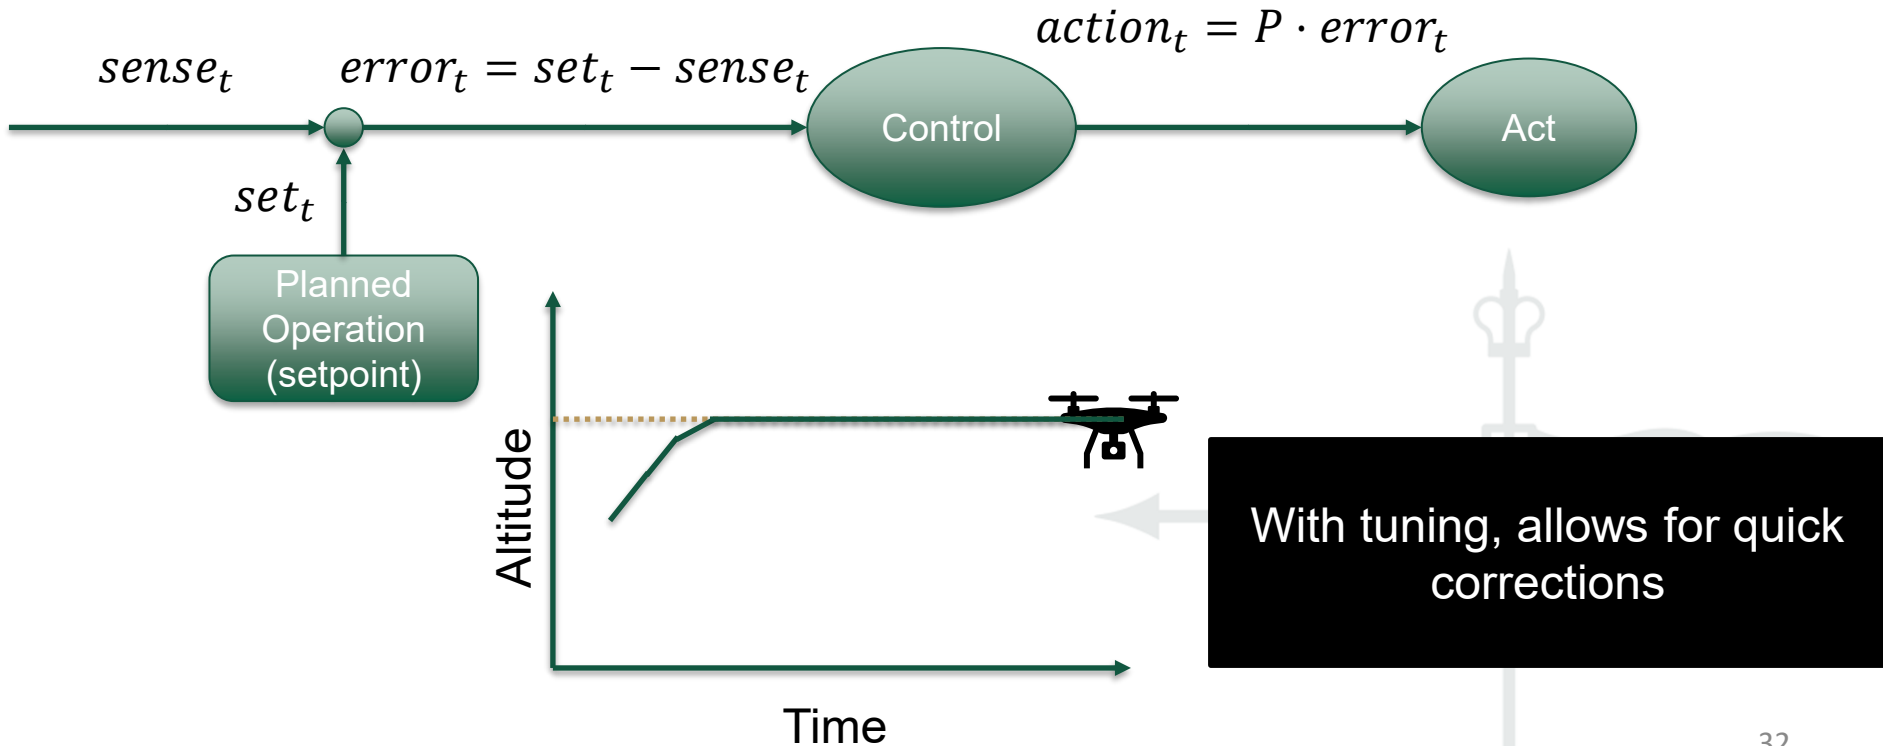 sense_t
error_t = set_t − sense_t
action_t = P · error_t
Control
Act
set_t
Planned
Operation
(setpoint)
Altitude
Time
With tuning, allows for quick
corrections
32